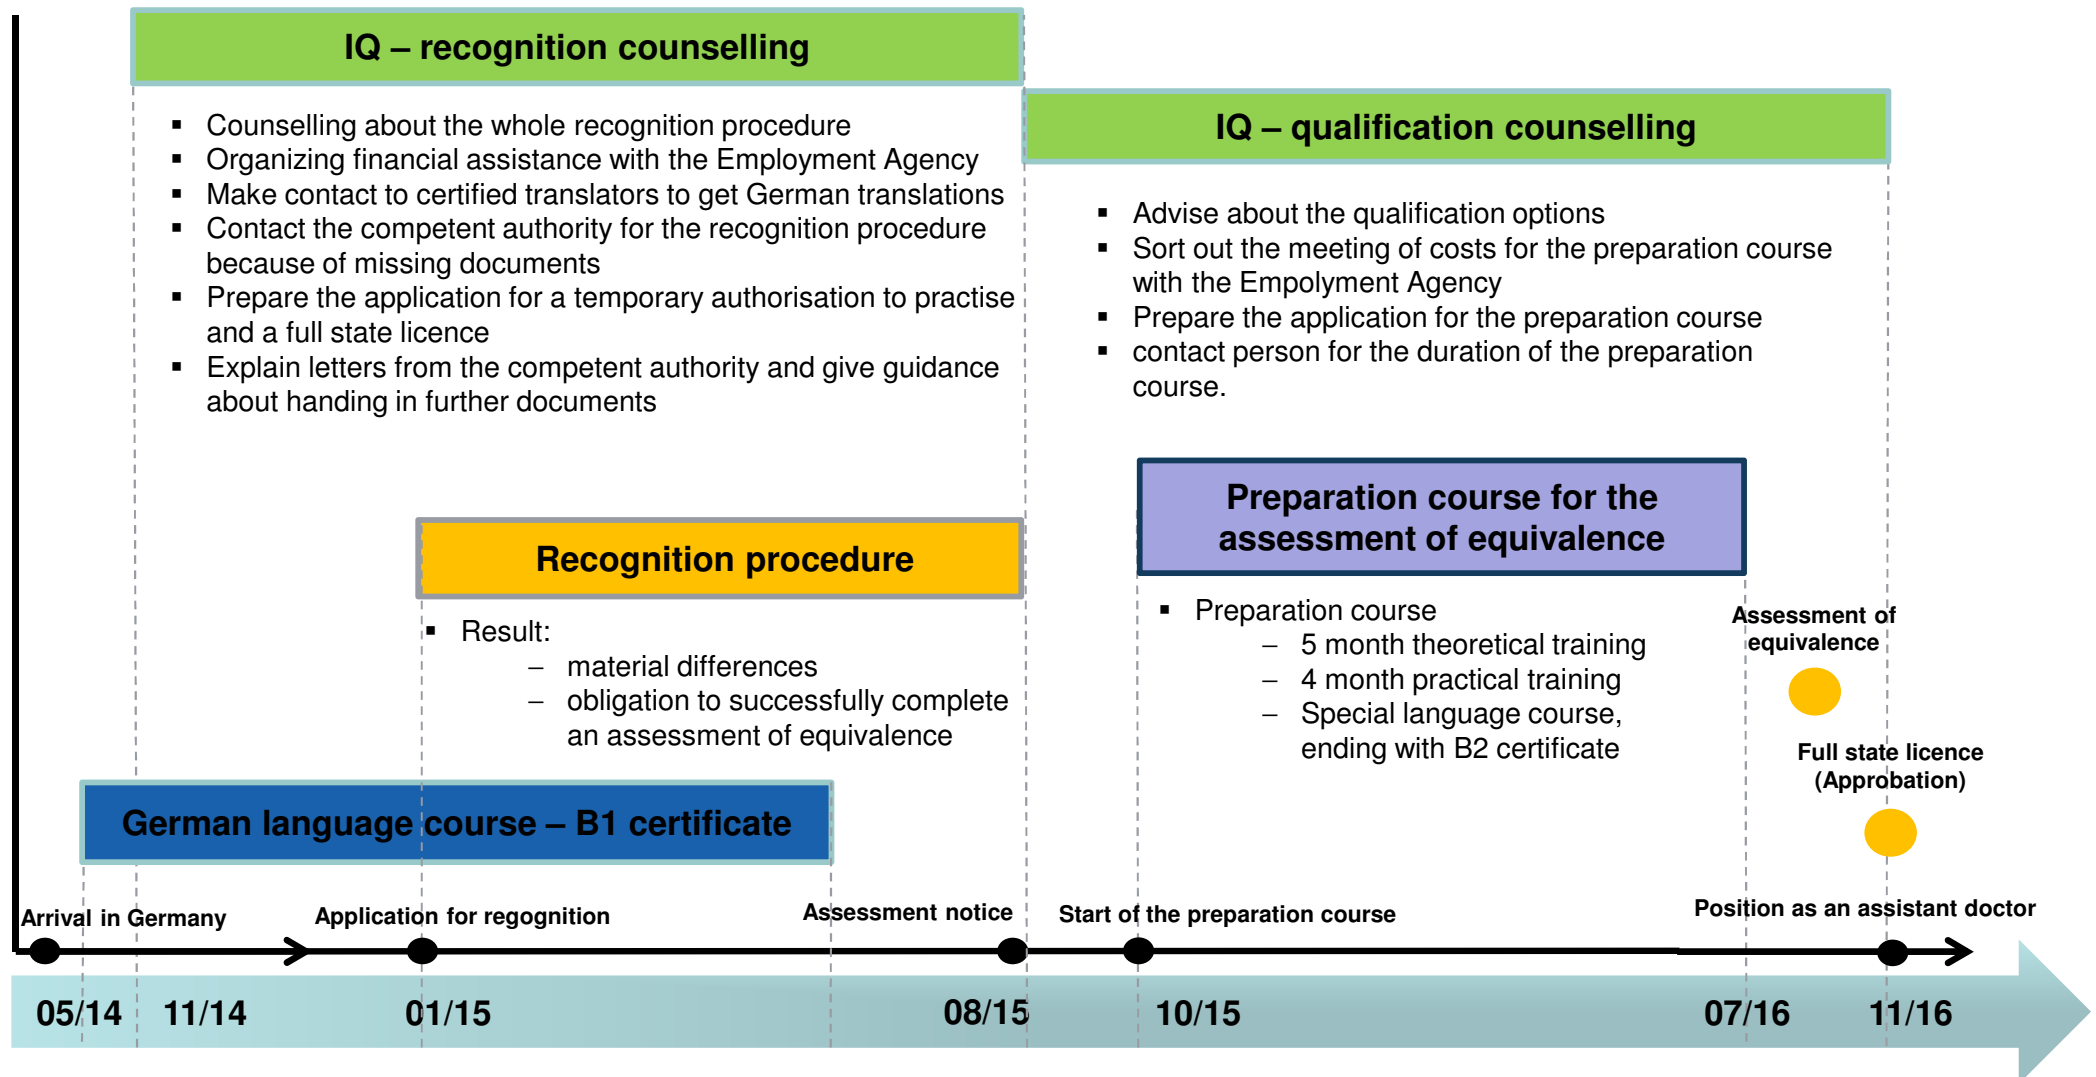 IQ – recognition counselling
▪ Counselling about the whole recognition procedure
▪ Organizing financial assistance with the Employment Agency
▪ Make contact to certified translators to get German translations
▪ Contact the competent authority for the recognition procedure
because of missing documents
▪ Prepare the application for a temporary authorisation to practise
and a full state licence
▪ Explain letters from the competent authority and give guidance
about handing in further documents
IQ – qualification counselling
▪ Advise about the qualification options
▪ Sort out the meeting of costs for the preparation course
with the Empolyment Agency
▪ Prepare the application for the preparation course
▪ contact person for the duration of the preparation
course.
Recognition procedure
▪ Result:
– material differences
– obligation to successfully complete
an assessment of equivalence
Preparation course for the
assessment of equivalence
▪ Preparation course
– 5 month theoretical training
– 4 month practical training
– Special language course,
ending with B2 certificate
Assessment of
equivalence
Full state licence
(Approbation)
German language course – B1 certificate
Arrival in Germany
Application for regognition
Assessment notice
Start of the preparation course
Position as an assistant doctor
05/14
11/14
01/15
08/15
10/15
07/16
11/16